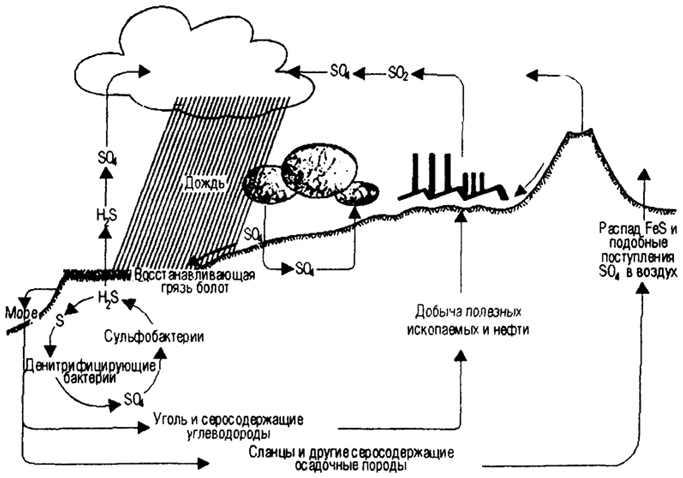 SO₄ SO₂
SO₄
Дождь
H₂S
SO₄
SO₄
Распад FeS и
подобные
поступления
SO₄ в воздух
Восстанавливающая
грязь болот
H₂S
Море
S
Добыча полезных
ископаемых и нефти
Сульфобактерии
Денитрифицирующие
бактерии
SO₄
Уголь и серосодержащие
углеводороды
Сланцы и другие серосодержащие
осадочные породы